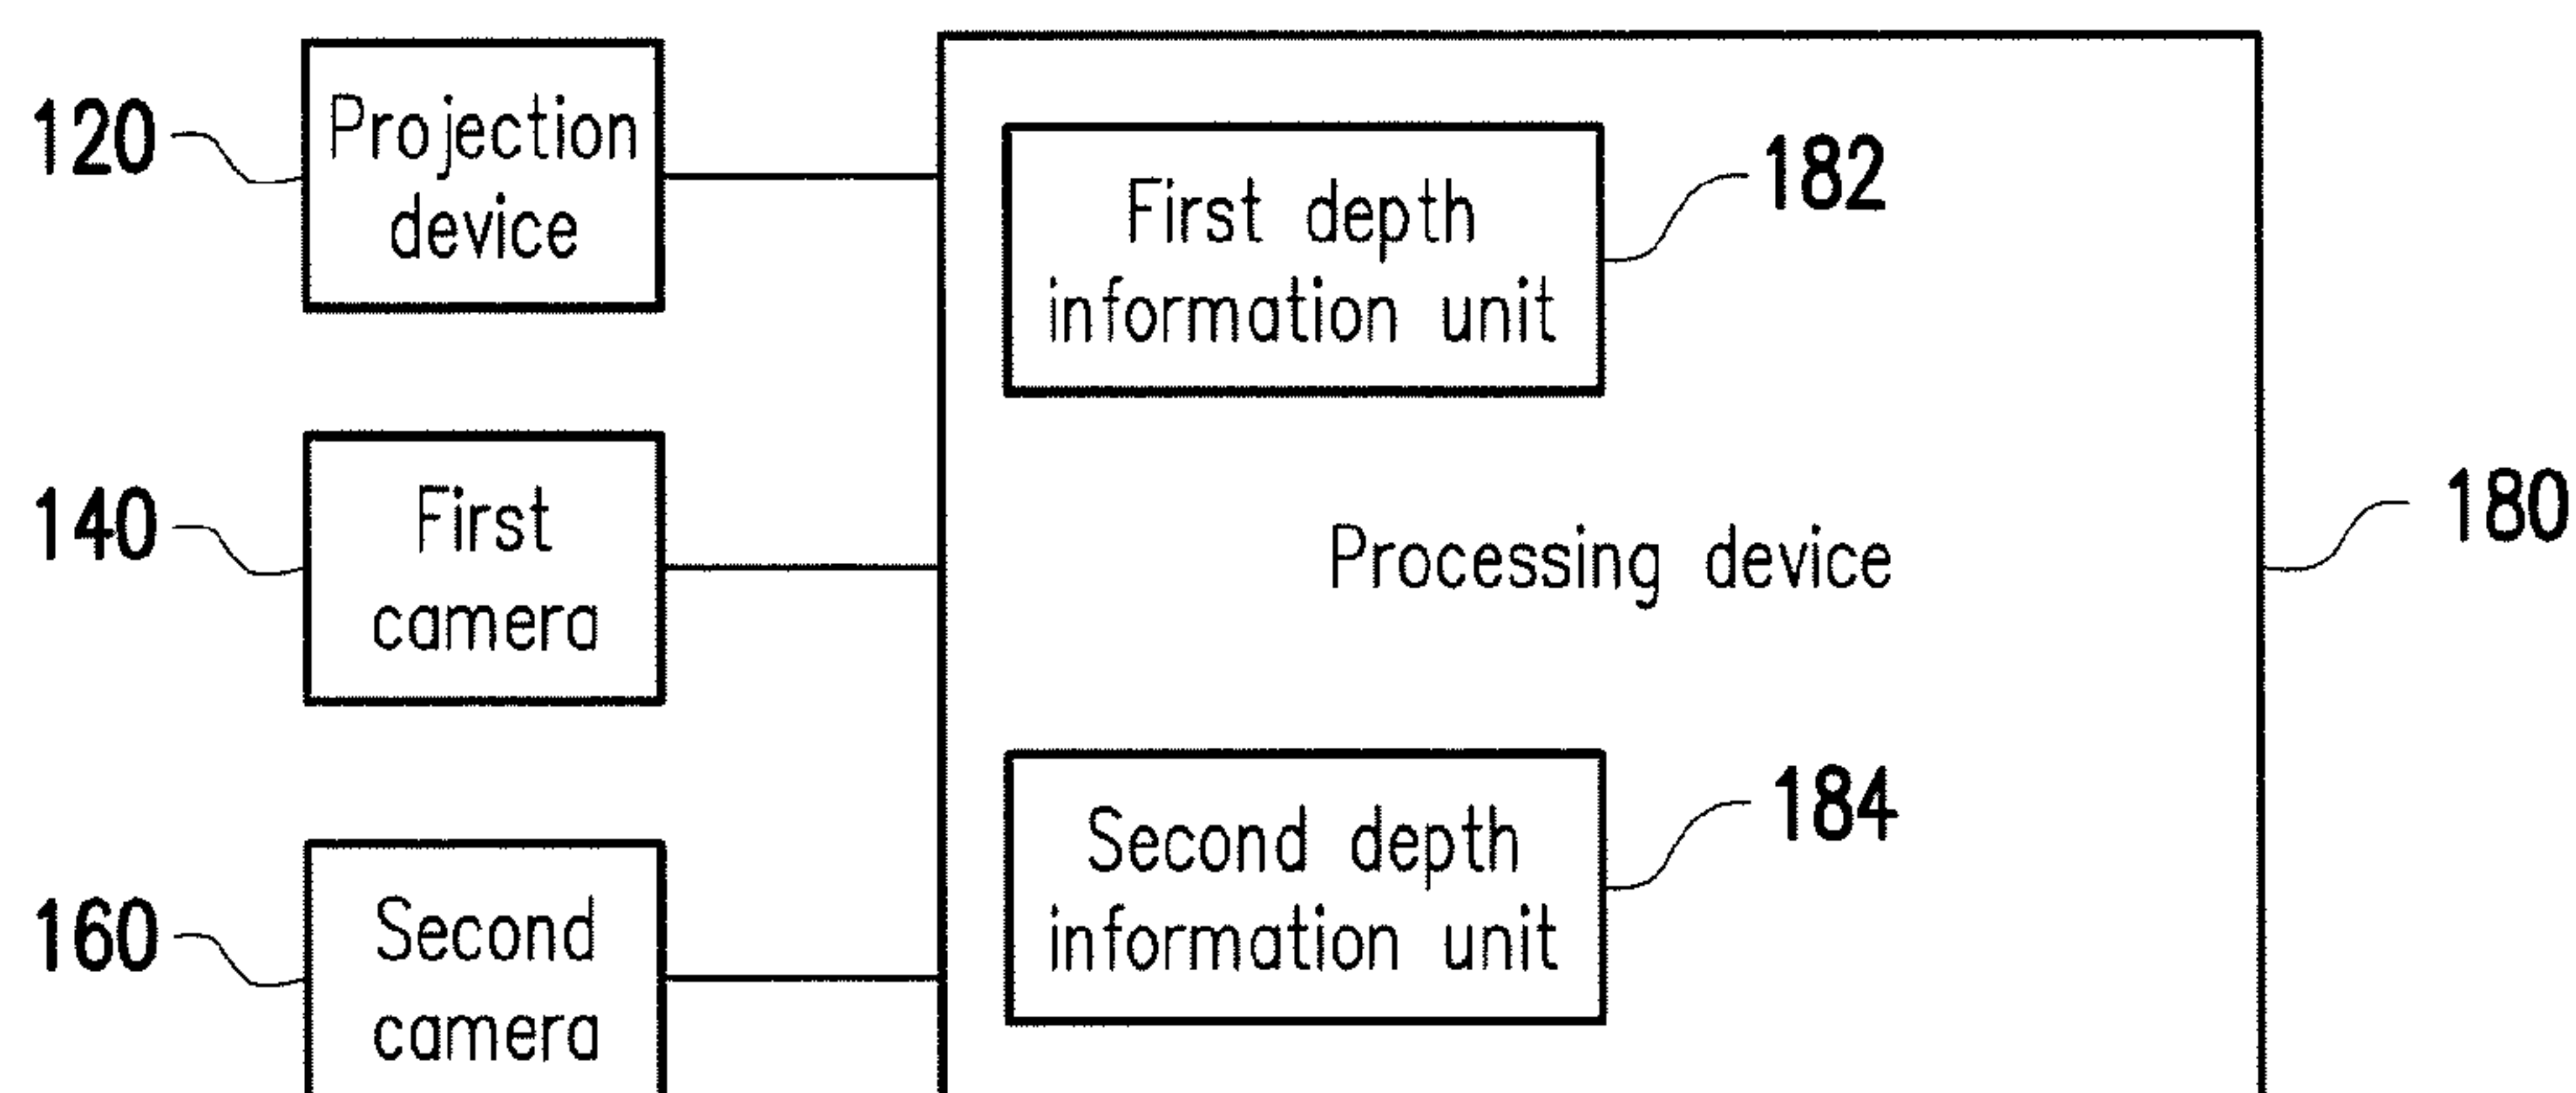 120
Projection
device
First depth
information unit
182
140
First
camera
Processing device
180
160
Second
camera
Second depth
information unit
184